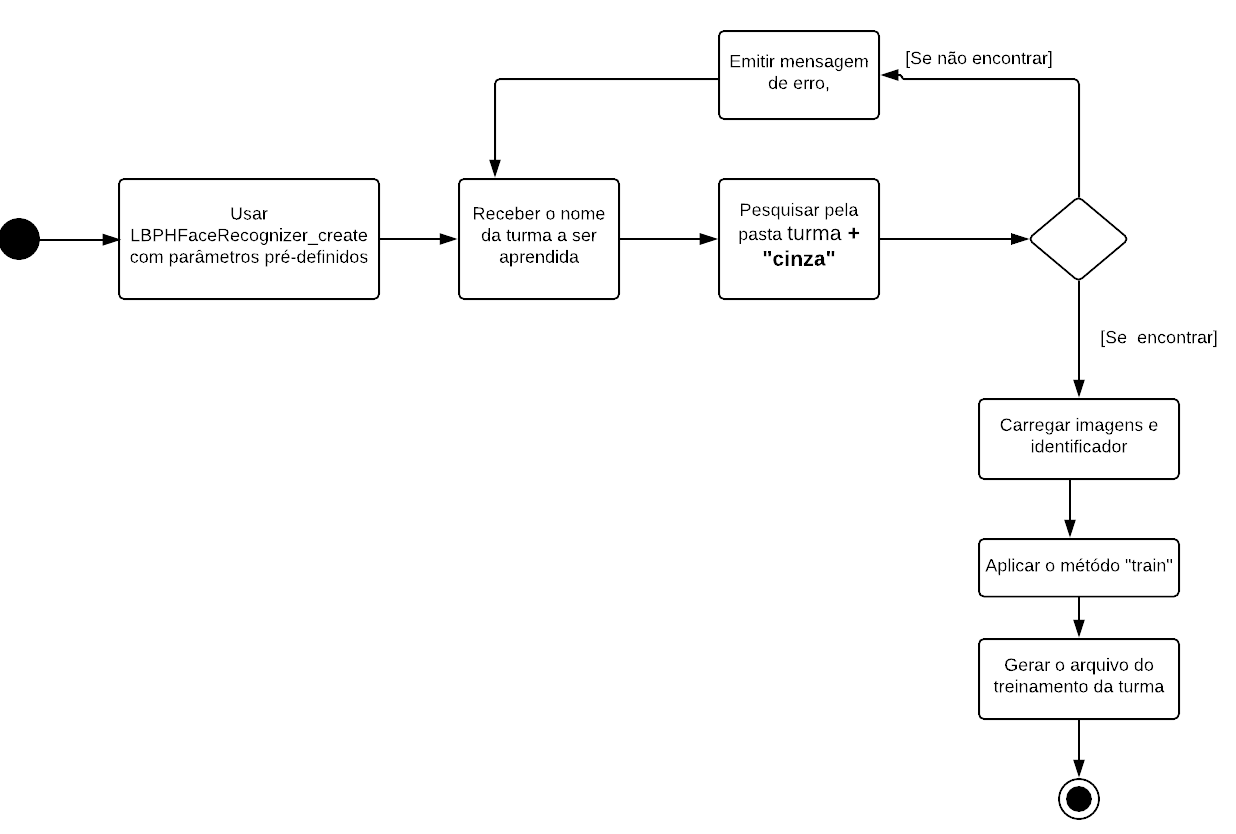 Emitir mensagem
de erro,
[Se não encontrar]
Usar
LBPHFaceRecognizer_create
com parâmetros pré-definidos
Receber o nome
da turma a ser
aprendida
Pesquisar pela
pasta turma +
"cinza"
[Se  encontrar]
Carregar imagens e
identificador
Aplicar o métódo "train"
Gerar o arquivo do
treinamento da turma